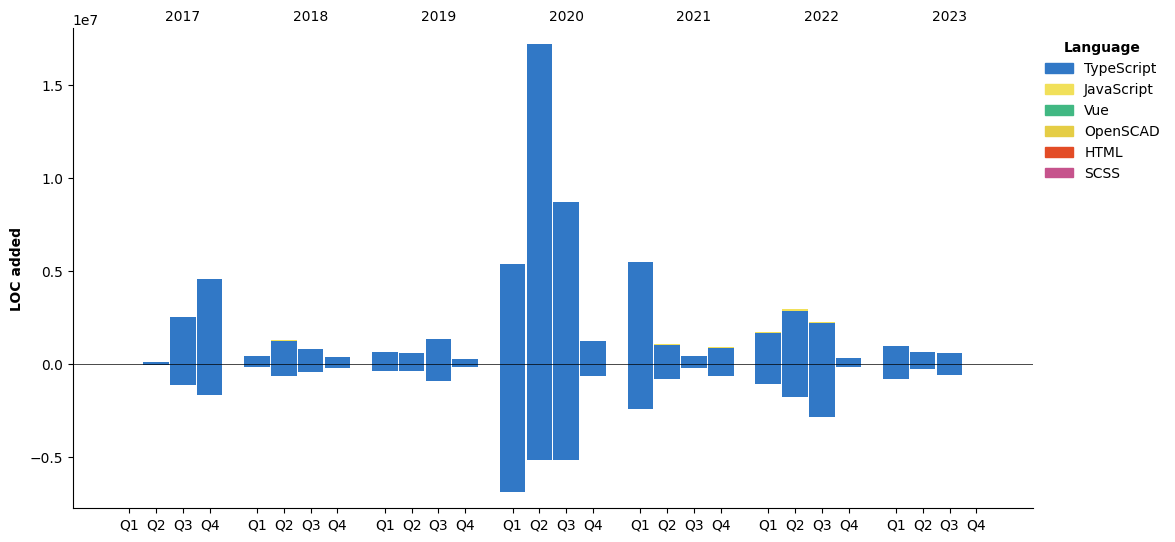 1e7
2017 2018 2019 2020 2021 2022 2023
Language
TypeScript
JavaScript
Vue
OpenSCAD
HTML
SCSS
LOC added
1.5
1.0
0.5
0.0
−0.5
Q1 Q2 Q3 Q4 Q1 Q2 Q3 Q4 Q1 Q2 Q3 Q4 Q1 Q2 Q3 Q4 Q1 Q2 Q3 Q4 Q1 Q2 Q3 Q4 Q1 Q2 Q3 Q4